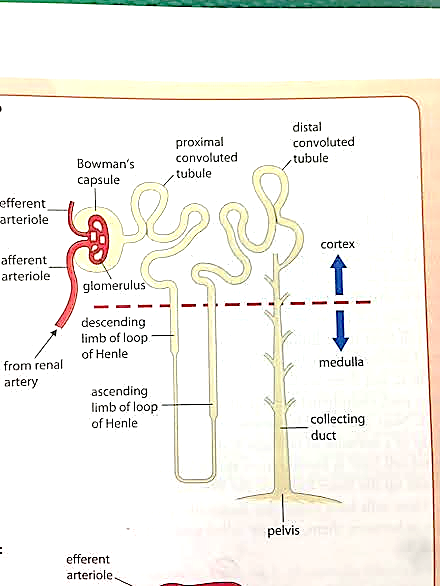 distal
convoluted
tubule
proximal
convoluted
tubule
Bowman's
capsule
efferent
arteriole
afferent
arteriole
glomerulus
cortex
descending
limb of loop
of Henle
from renal
artery
medulla
ascending
limb of loop
of Henle
collecting
duct
pelvis
efferent
arteriole